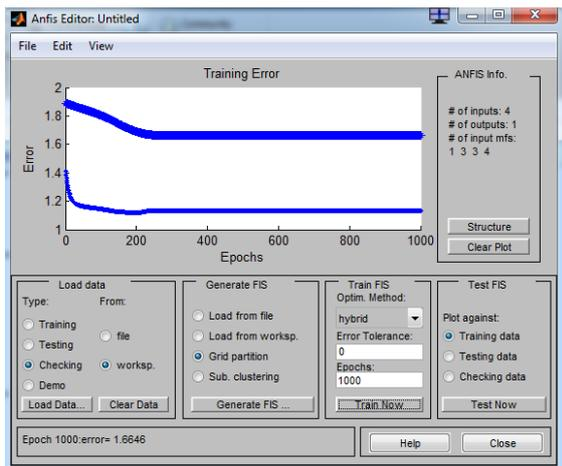 Anfis Editor: Untitled
File Edit View
Training Error
2
1.8
1.6
1.4
1.2
1
Error
0 200 400 600 800 1000
Epochs
ANFIS Info.
# of inputs: 4
# of outputs: 1
# of input mfs:
1 3 3 4
Structure
Clear Plot
Load data
Type: From:
Training
Testing
Checking
Demo
file
worksp.
Load Data... Clear Data
Generate FIS
Load from file
Load from worksp.
Grid partition
Sub. clustering
Generate FIS ...
Train FIS
Optim. Method:
hybrid
Error Tolerance:
0
Epochs:
1000
Train Now
Test FIS
Plot against:
Training data
Testing data
Checking data
Test Now
Epoch 1000:error= 1.6646
Help Close